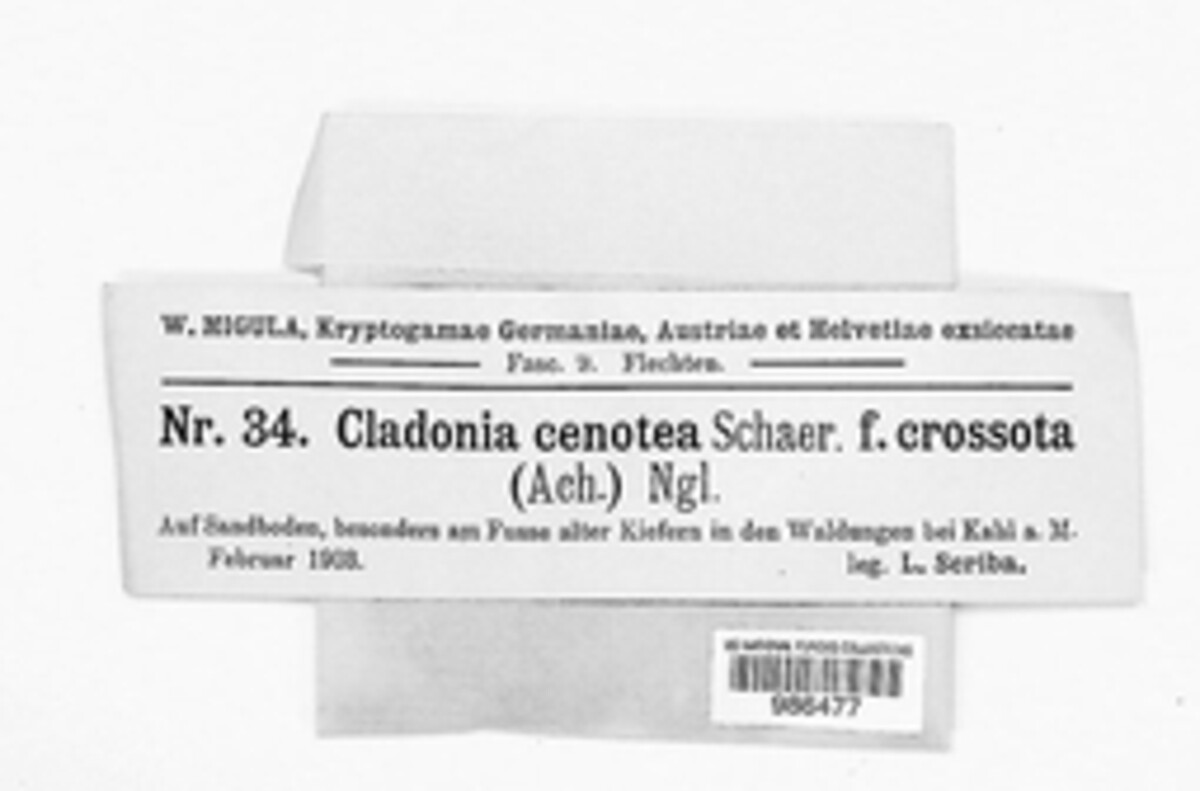 W. MIGULA, Kryptogamae Germaniae, Austriae et Helvetiae exsiccatae
Fasc. 9. Flechten.
Nr. 34. Cladonia cenotea Schaer. f. crossota
(Ach.) Ngl.
Auf Sandboden, besonders am Fusse alter Kiefern in den Waldungen bei Kahl a. M.
Februar 1903.
leg. L. Scriba.
986477